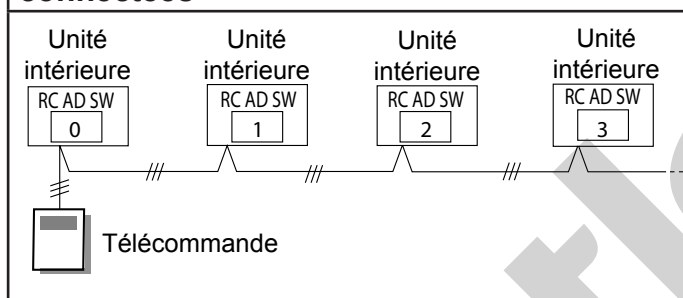 Unité intérieure
RC AD SW
0
Unité intérieure
RC AD SW
1
Unité intérieure
RC AD SW
2
Unité intérieure
RC AD SW
3
Télécommande